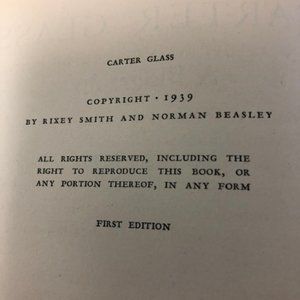 CARTER GLASS
COPYRIGHT · 1939
BY RIXEY SMITH AND NORMAN BEASLEY
ALL RIGHTS RESERVED, INCLUDING THE
RIGHT TO REPRODUCE THIS BOOK, OR
ANY PORTION THEREOF, IN ANY FORM
FIRST EDITION